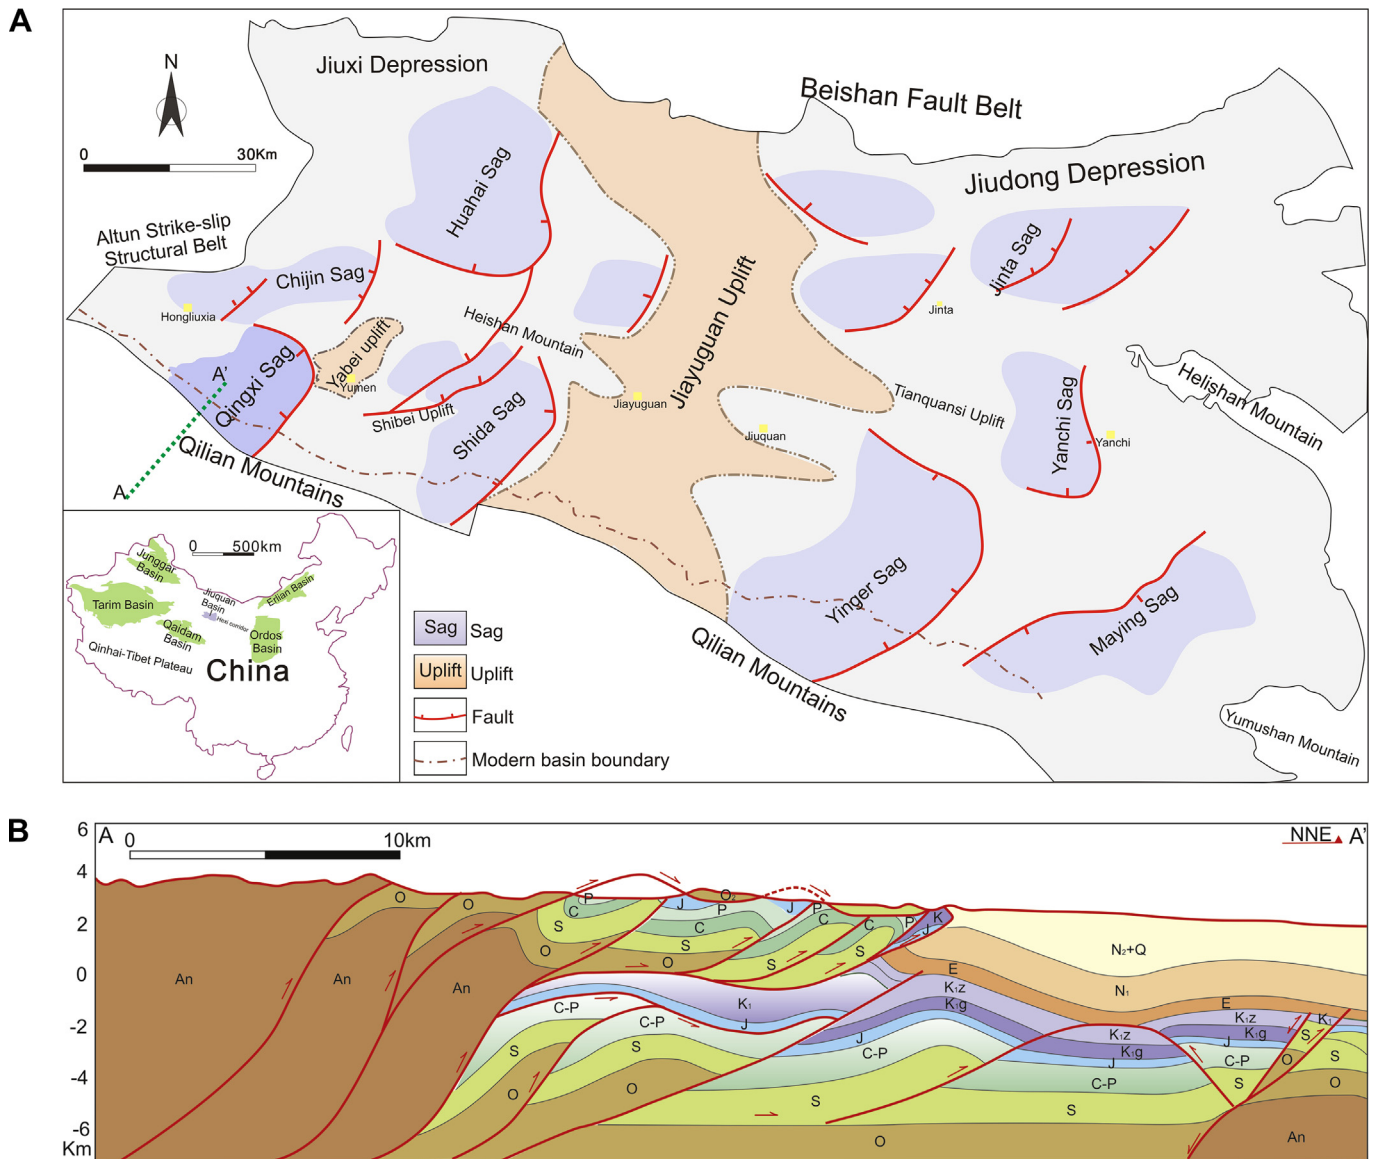 A
Jiuxi Depression
N
0 30Km
Beishan Fault Belt
Jiudong Depression
Altun Strike-slip
Structural Belt
Huahai Sag
Chijin Sag
Hongliuxia
Jinta Sag
Jinta
Heishan Mountain
Yabei uplift
Yumen
Qingxi Sag
A'
A
Shibei Uplift
Shida Sag
Jiayuguan Uplift
Jiayuguan
Jiuquan
Tianquansi Uplift
Yanchi Sag
Yanchi
Helishan Mountain
Qilian Mountains
Yinger Sag
Maying Sag
Qilian Mountains
Yumushan Mountain
0 500km
Junggar
Basin
Tarim Basin
Jiuquan
Basin
Hexi corridor
Erlian Basin
Qaidam
Basin
Ordos
Basin
Qinhai-Tibet Plateau
China
Sag Sag
Uplift Uplift
Fault
Modern basin boundary
B
6
4
2
0
-2
-4
-6
Km
A
0 10km
NNE A'
O O P C S O J O₂ P C S O J P C S C S P J K
An An An
N₂+Q
N₁
E E
K₁z K₁z K₁z
K₁g K₁g K₁g
K₁ K₁
J J J J
C-P C-P C-P C-P C-P
S S S S S S S
O O O O O
An